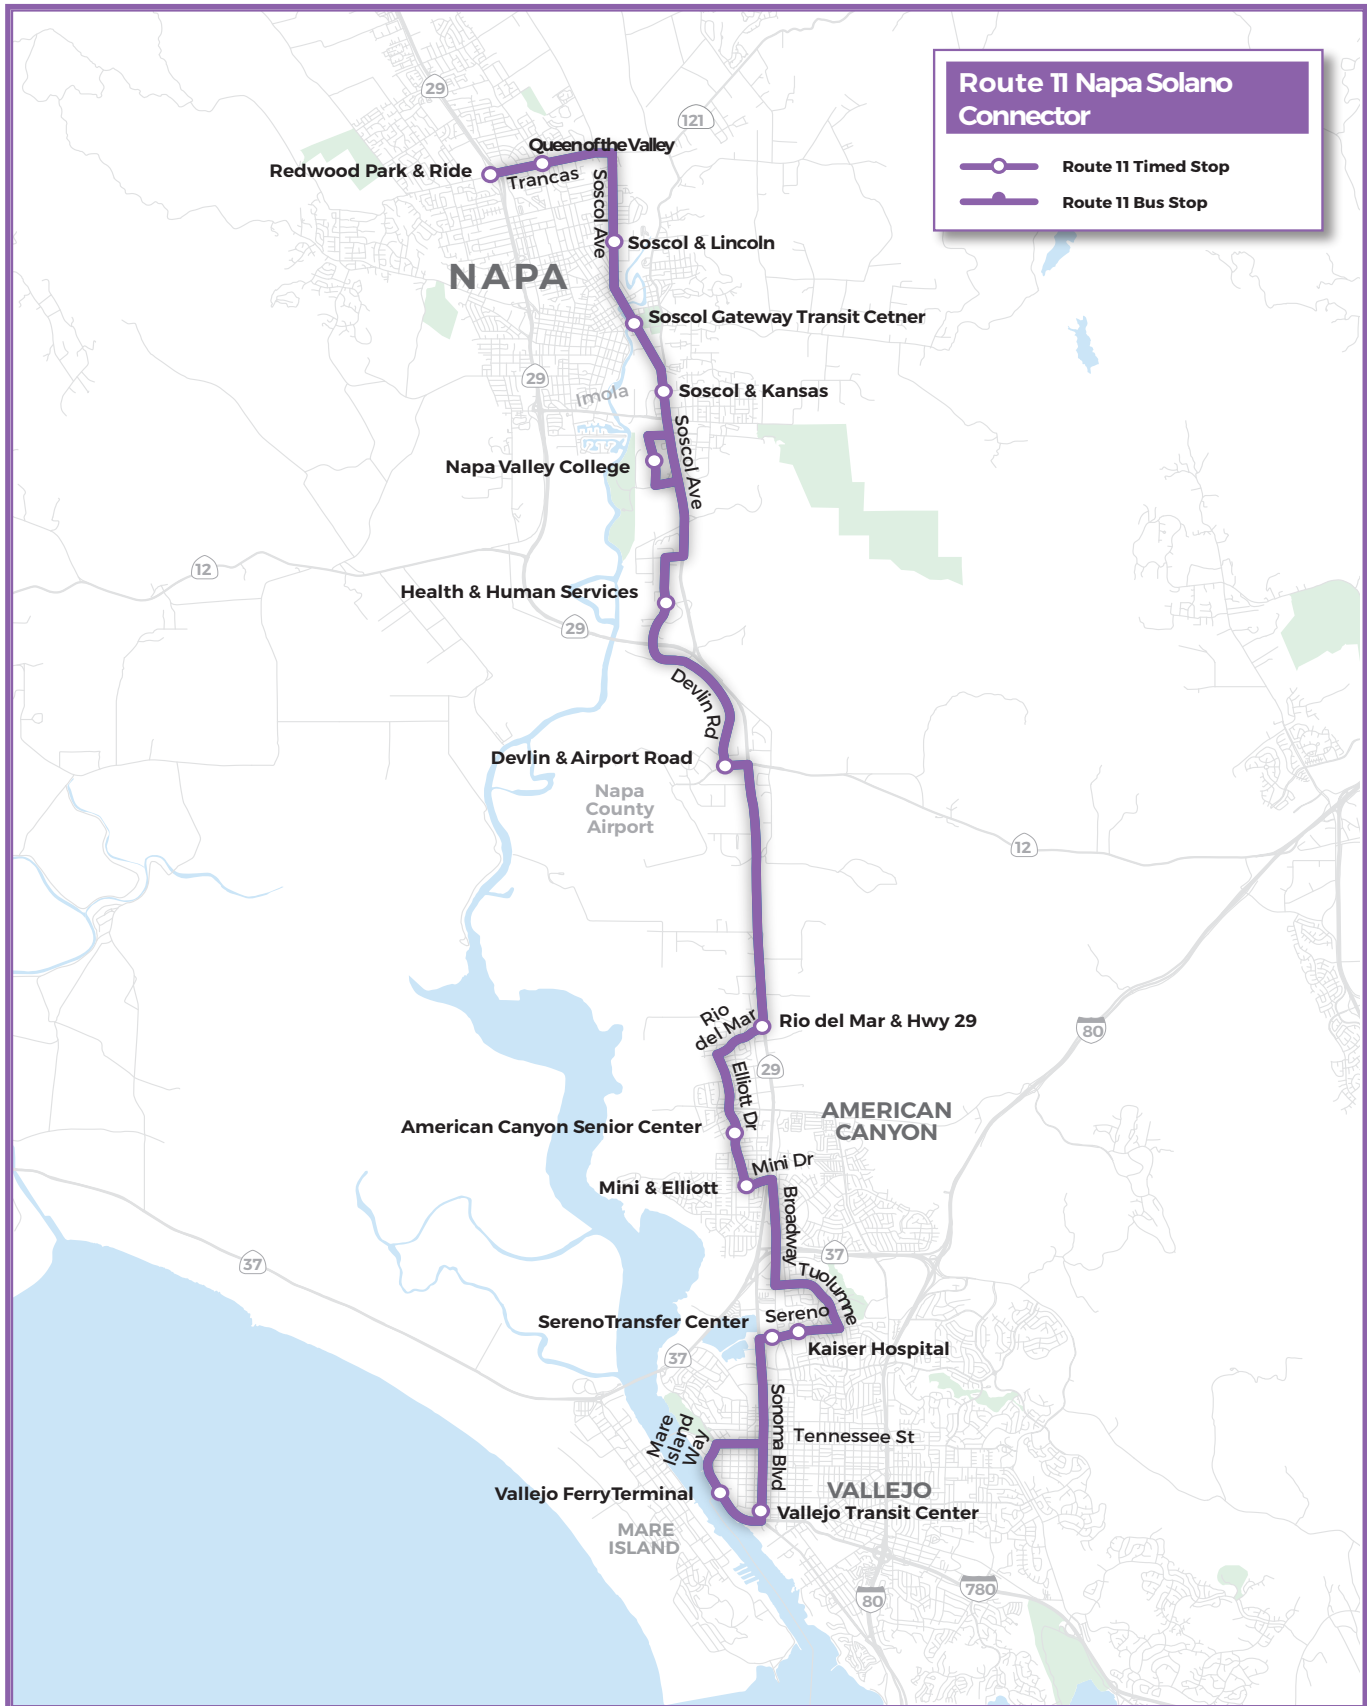 Route 11 Napa Solano
Connector
Route 11 Timed Stop
Route 11 Bus Stop
29
121
Queen of the Valley
Redwood Park & Ride
Trancas
Soscol Ave
Soscol & Lincoln
NAPA
Soscol Gateway Transit Cetner
29
Imola
Soscol & Kansas
Soscol Ave
Napa Valley College
12
Health & Human Services
29
Devlin Rd
Devlin & Airport Road
Napa
County
Airport
12
Rio
del Mar
Rio del Mar & Hwy 29
80
29
Elliott Dr
AMERICAN
CANYON
American Canyon Senior Center
Mini Dr
Mini & Elliott
Broadway
37
37
Tuolumne
Sereno
Sereno Transfer Center
Kaiser Hospital
37
Sonoma Blvd
Mare
Island
Way
Tennessee St
VALLEJO
Vallejo Ferry Terminal
Vallejo Transit Center
MARE
ISLAND
80
780